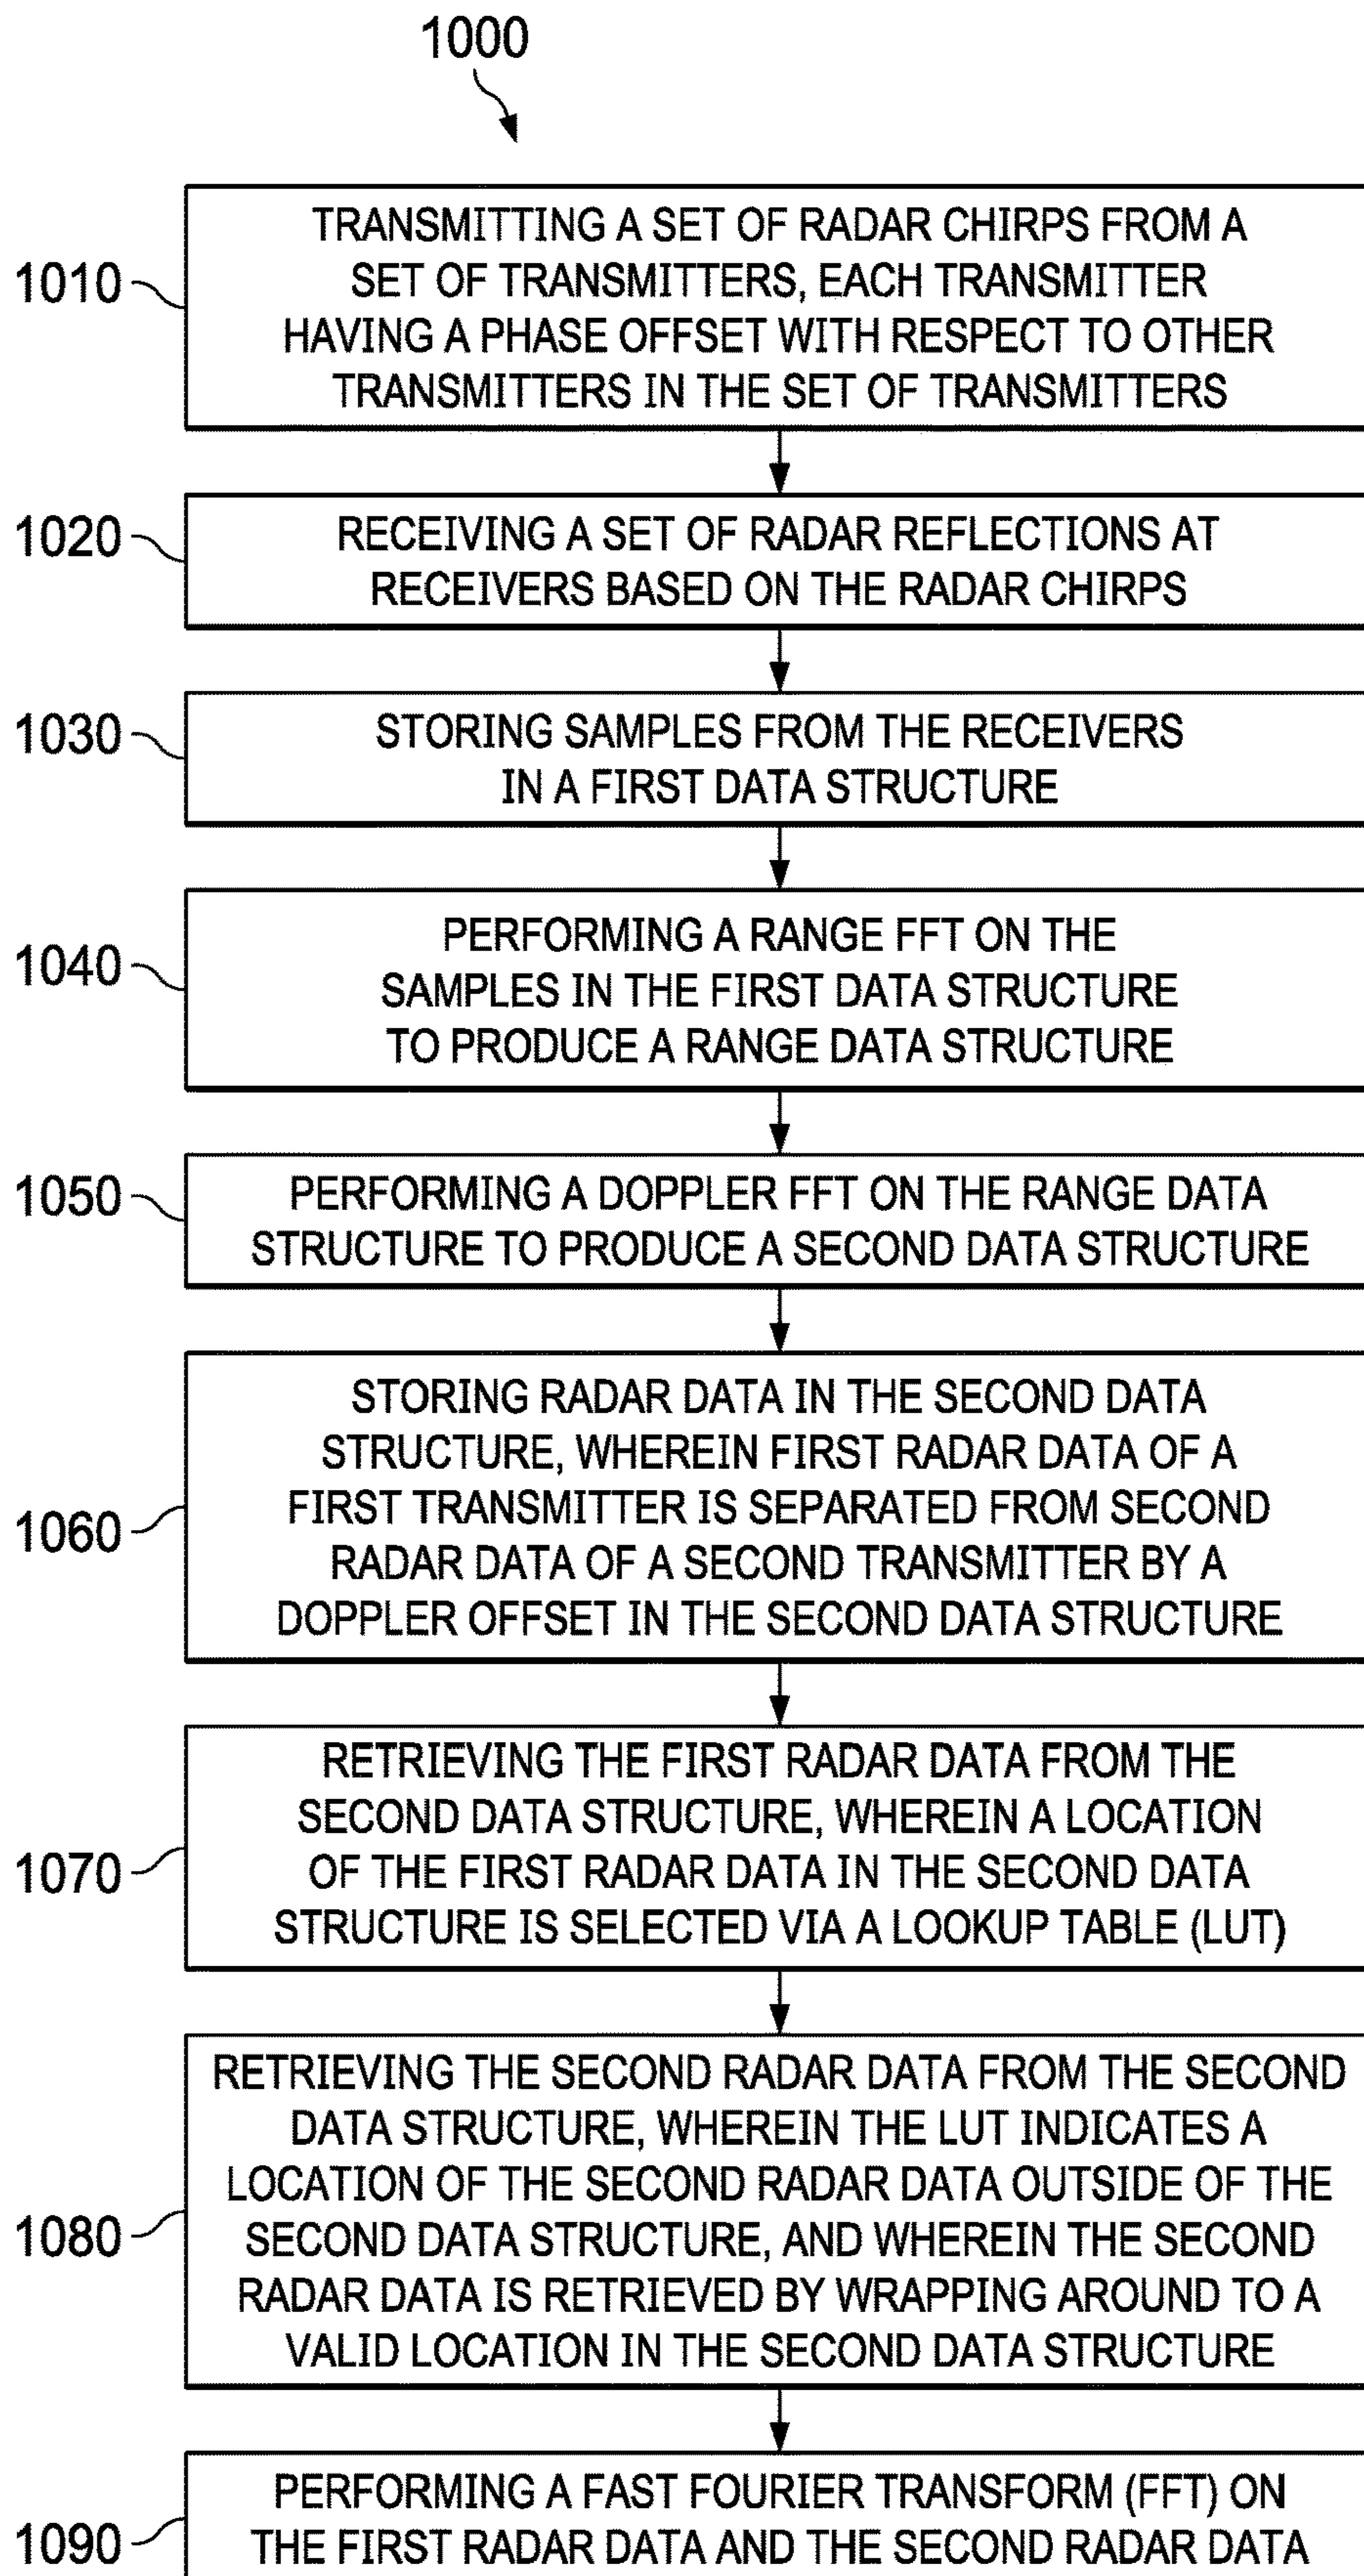 1000
1010
TRANSMITTING A SET OF RADAR CHIRPS FROM A
SET OF TRANSMITTERS, EACH TRANSMITTER
HAVING A PHASE OFFSET WITH RESPECT TO OTHER
TRANSMITTERS IN THE SET OF TRANSMITTERS
1020
RECEIVING A SET OF RADAR REFLECTIONS AT
RECEIVERS BASED ON THE RADAR CHIRPS
1030
STORING SAMPLES FROM THE RECEIVERS
IN A FIRST DATA STRUCTURE
1040
PERFORMING A RANGE FFT ON THE
SAMPLES IN THE FIRST DATA STRUCTURE
TO PRODUCE A RANGE DATA STRUCTURE
1050
PERFORMING A DOPPLER FFT ON THE RANGE DATA
STRUCTURE TO PRODUCE A SECOND DATA STRUCTURE
1060
STORING RADAR DATA IN THE SECOND DATA
STRUCTURE, WHEREIN FIRST RADAR DATA OF A
FIRST TRANSMITTER IS SEPARATED FROM SECOND
RADAR DATA OF A SECOND TRANSMITTER BY A
DOPPLER OFFSET IN THE SECOND DATA STRUCTURE
1070
RETRIEVING THE FIRST RADAR DATA FROM THE
SECOND DATA STRUCTURE, WHEREIN A LOCATION
OF THE FIRST RADAR DATA IN THE SECOND DATA
STRUCTURE IS SELECTED VIA A LOOKUP TABLE (LUT)
1080
RETRIEVING THE SECOND RADAR DATA FROM THE SECOND
DATA STRUCTURE, WHEREIN THE LUT INDICATES A
LOCATION OF THE SECOND RADAR DATA OUTSIDE OF THE
SECOND DATA STRUCTURE, AND WHEREIN THE SECOND
RADAR DATA IS RETRIEVED BY WRAPPING AROUND TO A
VALID LOCATION IN THE SECOND DATA STRUCTURE
1090
PERFORMING A FAST FOURIER TRANSFORM (FFT) ON
THE FIRST RADAR DATA AND THE SECOND RADAR DATA